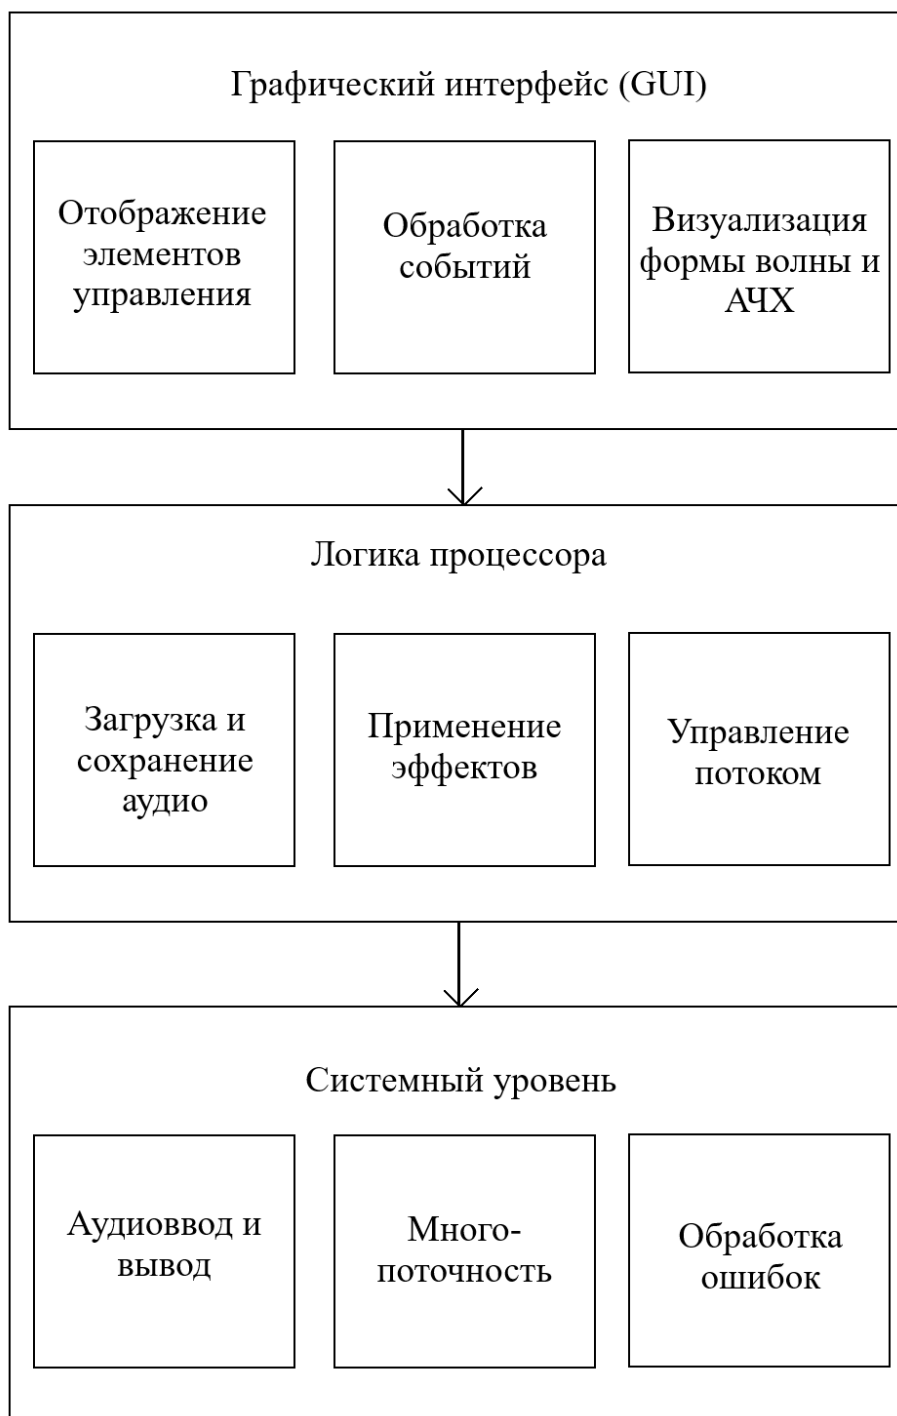 Графический интерфейс (GUI)
Отображение
элементов
управления
Обработка
событий
Визуализация
формы волны и
АЧХ
Логика процессора
Загрузка и
сохранение
аудио
Применение
эффектов
Управление
потоком
Системный уровень
Аудиоввод и
вывод
Много-
поточность
Обработка
ошибок